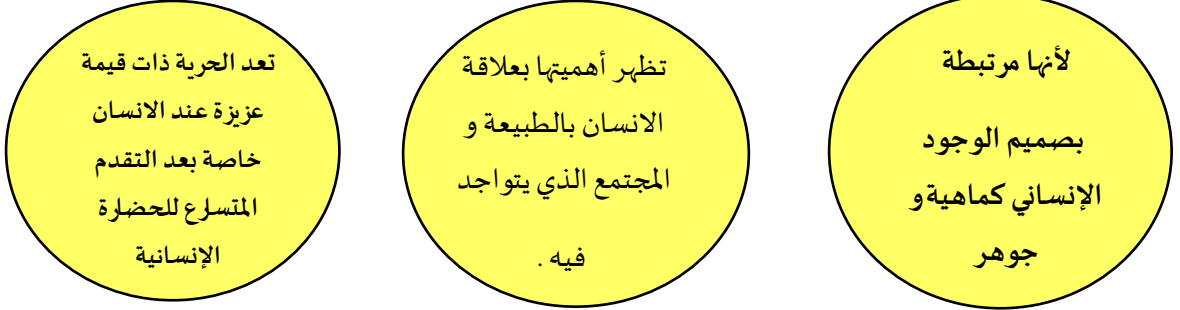 لأنها مرتبطة
بصميم الوجود
الإنساني كماهية و
جوهر
تظهر أهميتها بعلاقة
الانسان بالطبيعة و
المجتمع الذي يتواجد
فيه .
تعد الحرية ذات قيمة
عزيزة عند الانسان
خاصة بعد التقدم
المتسارع للحضارة
الإنسانية